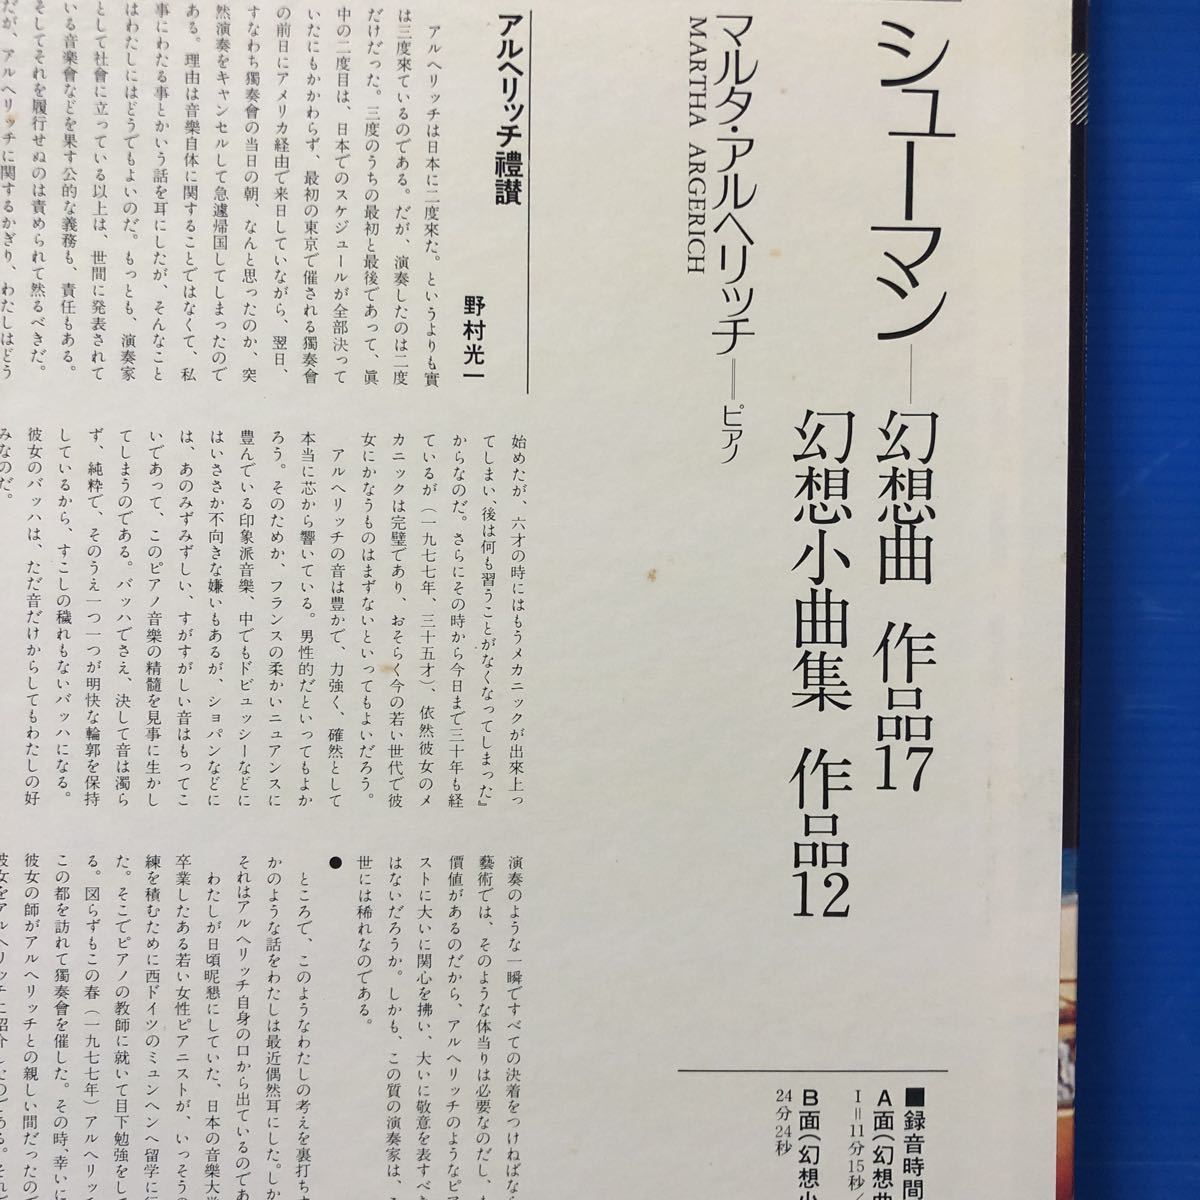 シューマン──幻想曲 作品17
幻想小曲集 作品12
マルタ・アルヘリッチ＝ピアノ
MARTHA ARGERICH
■録音時間
A面(幻想曲
I＝11分15秒／
B面(幻想小
24分24秒
アルヘリッチ禮讃
野村光一
アルヘリッチは日本に二度來た。というよりも實
は三度來ているのである。だが、演奏したのは二度
だけだった。三度のうちの最初と最後であって、眞
中の二度目は、日本でのスケジュールが全部決って
いたにもかかわらず、最初の東京で催される獨奏會
の前日にアメリカ経由で来日していながら、翌日、
すなわち獨奏會の当日の朝、なんと思ったのか、突
然演奏をキャンセルして急遽帰国してしまったので
ある。理由は音樂自体に関することではなくて、私
事にわたる事とかいう話を耳にしたが、そんなこと
はわたしにはどうでもよいのだ。もっとも、演奏家
として社會に立っている以上は、世間に発表されて
いる音楽會などを果す公的な義務も、責任もある。
そしてそれを履行せぬのは責められて然るべきだ。
だが、アルヘリッチに関するかぎり、わたしはどう
始めたが、六才の時にはもうメカニックが出來上っ
てしまい、後は何も習うことがなくなってしまった』
からなのだ。さらにその時から今日まで三十年も経
ているが（一九七七年、三十五才）、依然彼女のメ
カニックは完璧であり、おそらく今の若い世代で彼
女にかなうものはまずないといってもよいだろう。
アルヘリッチの音は豊かで、力強く、確然として
本当に芯から響いている。男性的だといってもよか
ろう。そのためか、フランスの柔かいニュアンスに
豊んでいる印象派音樂、中でもドビュッシーなどに
はいささか不向きな嫌いもあるが、ショパンなどに
は、あのみずみずしい、すがすがしい音はもってこ
いであって、このピアノ音樂の精髓を見事に生かし
てしまうのである。バッハでさえ、決して音は濁ら
ず、純粋で、そのうえ一つ一つが明快な輪郭を保持
しているから、すこしの穢れもないバッハになる。
彼女のバッハは、ただ音だけからしてもわたしの好
みなのだ。
演奏のような一瞬ですべての決着をつけねばなら
藝術では、そのような体当りは必要なのだし、
價値があるのだから、アルヘリッチのようなピア
ストに大いに関心を拂い、大いに敬意を表すべき
はないだろうか。しかも、この質の演奏家は、
世には稀れなのである。
●
ところで、このようなわたしの考えを裏打ち
かのような話をわたしは最近偶然耳にした。しか
それはアルヘリッチ自身の口から出ているのであ
わたしが日頃昵懇にしていた、日本の音樂大学
卒業したある若い女性ピアニストが、いっそうの
練を積むために西ドイツのミュンヘンへ留学に行
た。そこでピアノの教師に就いて目下勉強をして
る。図らずもこの春（一九七七年）アルヘリッ
この都を訪れて獨奏會を催した。その時、幸いに
彼女の師がアルヘリッチとの親しい間だったので
彼女をアルヘリッチに紹介したのである。それ